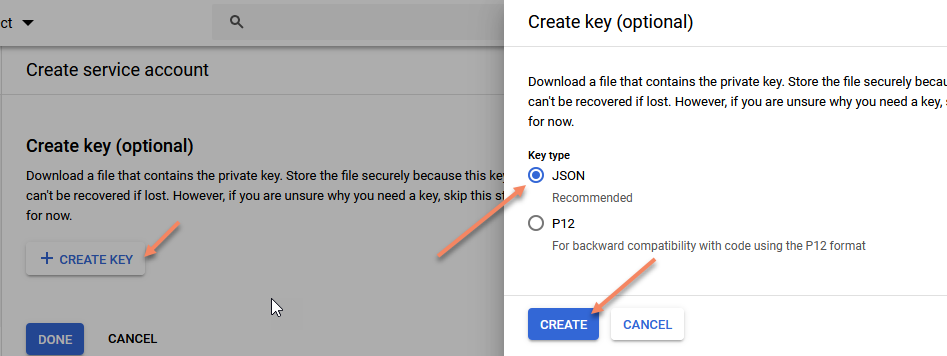 ct
Create service account
Create key (optional)
Download a file that contains the private key. Store the file securely because this key
can't be recovered if lost. However, if you are unsure why you need a key, skip this
for now.
CREATE KEY
DONE
CANCEL
Create key (optional)
Download a file that contains the private key. Store the file securely
can't be recovered if lost. However, if you are unsure why you need a key,
for now.
Key type
JSON
Recommended
P12
For backward compatibility with code using the P12 format
CREATE
CANCEL